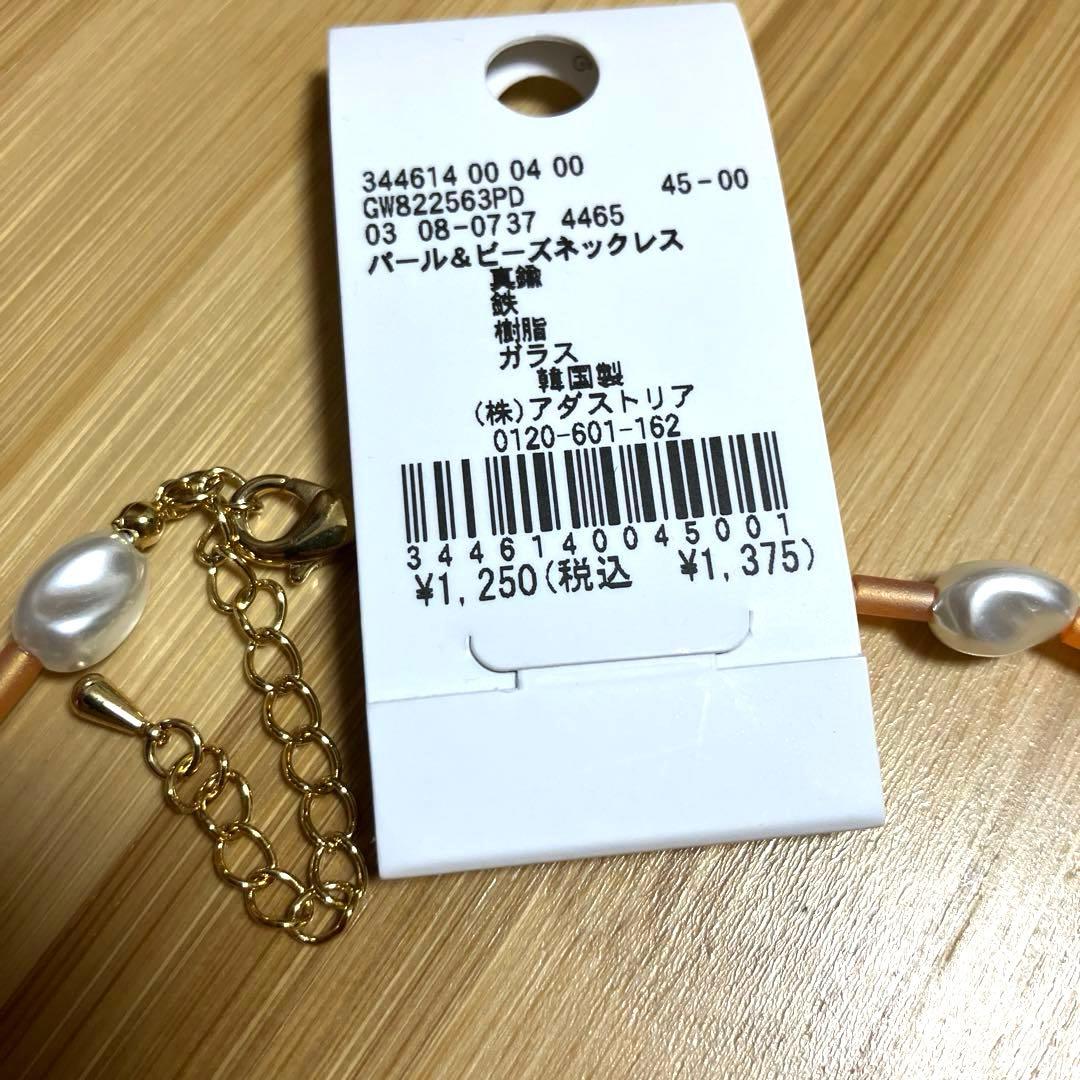 344614 00 04 00
GW822563PD 45-00
03 08-0737 4465
パール&ビーズネックレス
真鍮
鉄
樹脂
ガラス
韓国製
(株)アダストリア
0120-601-162
3446140045001
¥1,250(税込 ¥1,375)